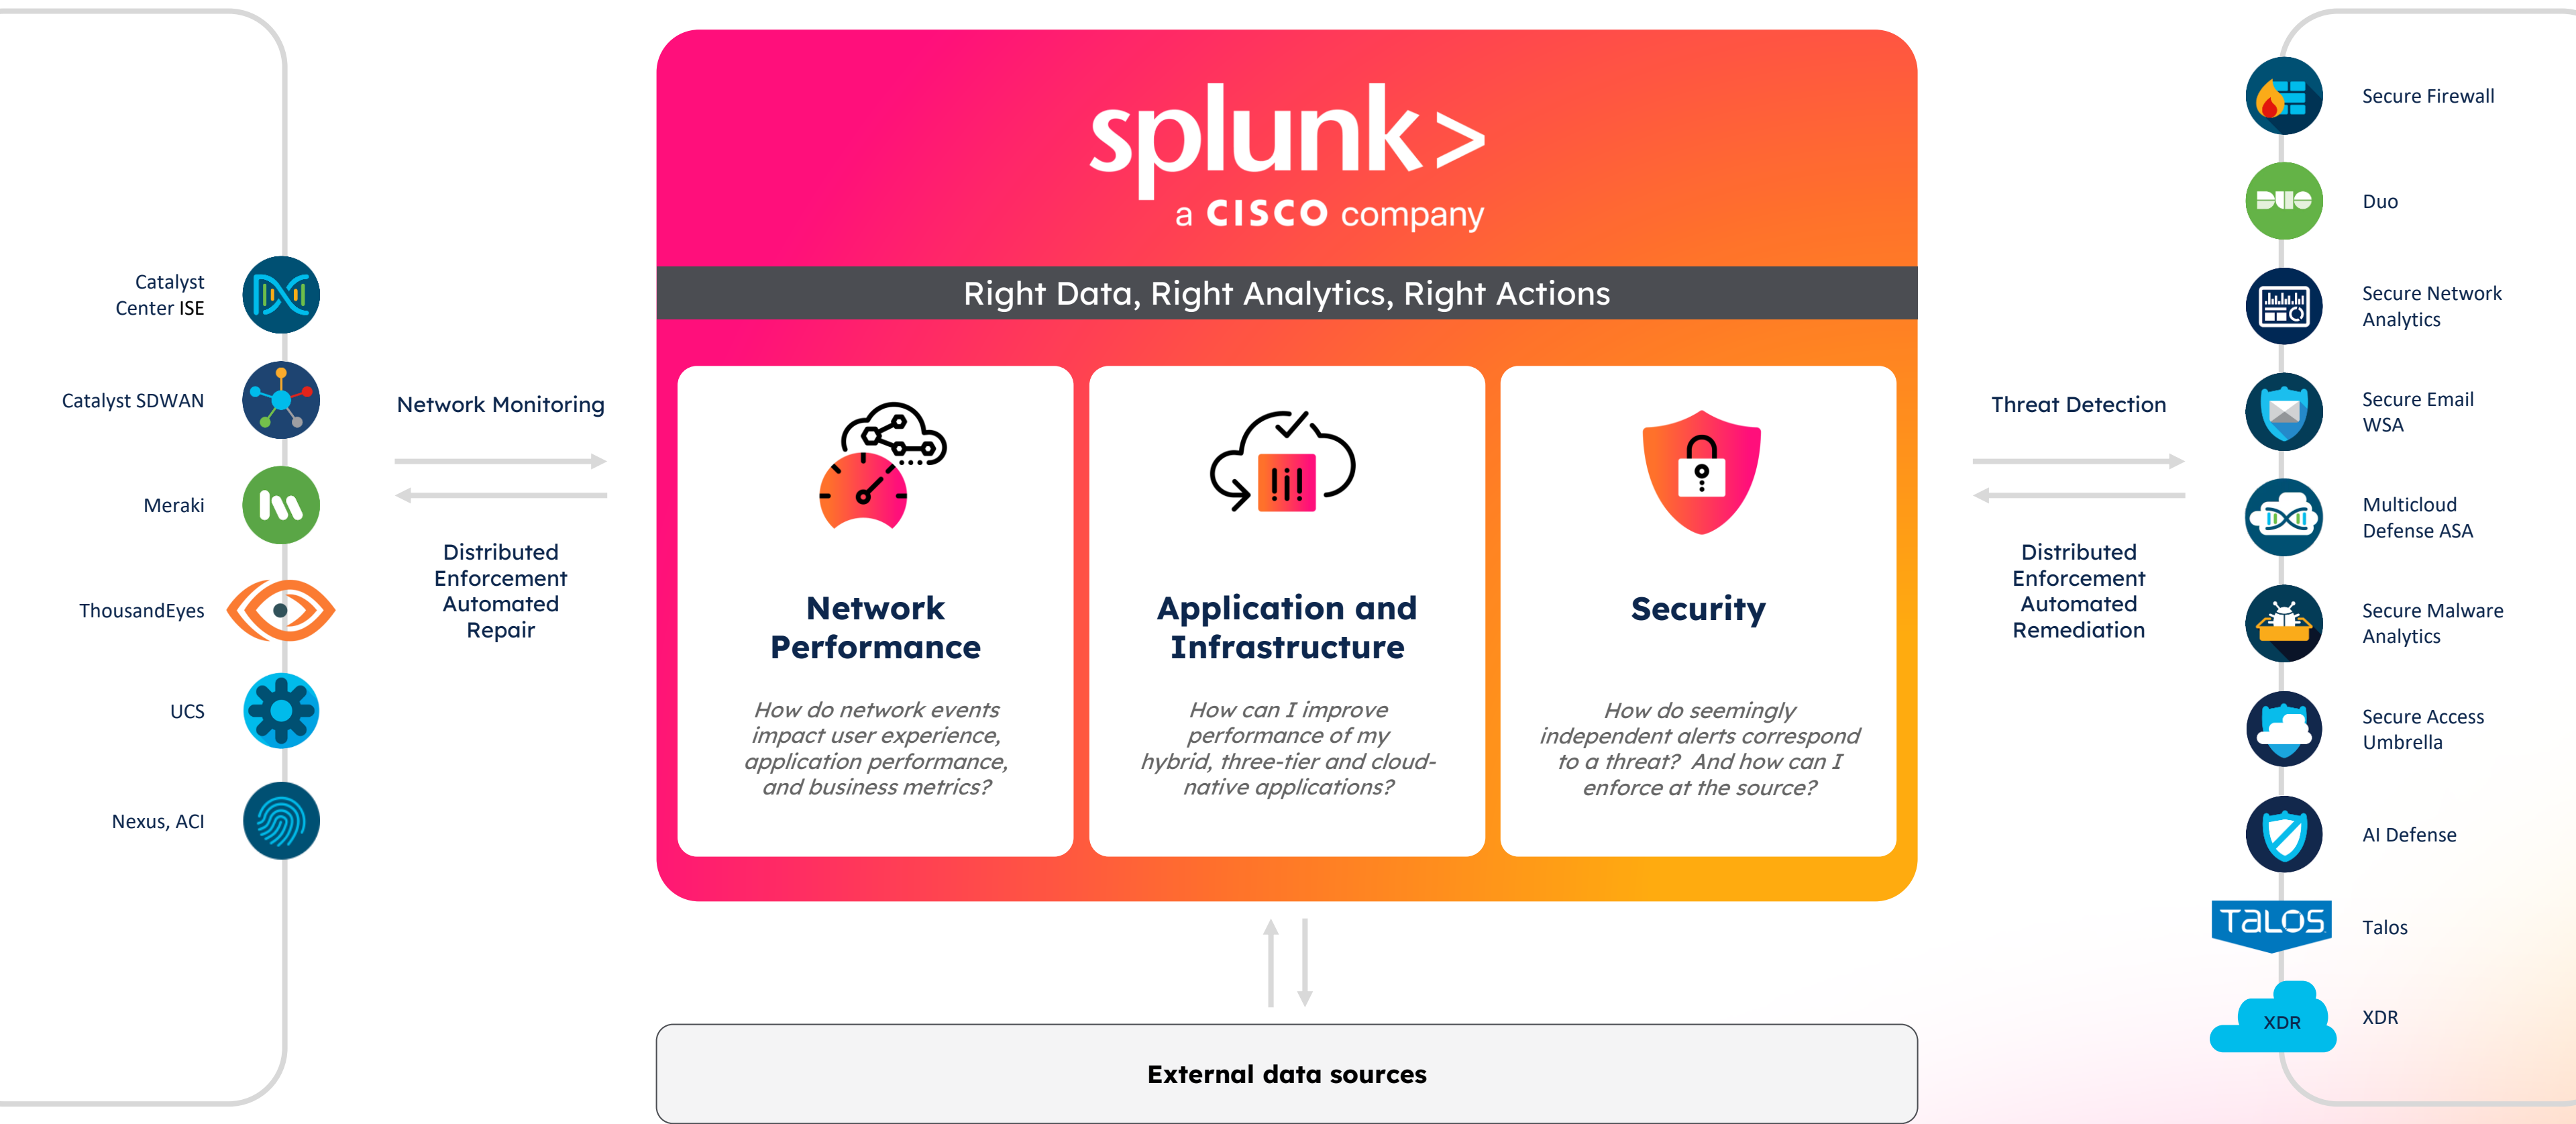 Catalyst
Center ISE
Catalyst SDWAN
Meraki
ThousandEyes
UCS
Nexus, ACI
Network Monitoring
Distributed
Enforcement
Automated
Repair
splunk>
a CISCO company
Right Data, Right Analytics, Right Actions
Network
Performance
How do network events
impact user experience,
application performance,
and business metrics?
Application and
Infrastructure
How can I improve
performance of my
hybrid, three-tier and cloud-
native applications?
Security
How do seemingly
independent alerts correspond
to a threat? And how can I
enforce at the source?
External data sources
Threat Detection
Distributed
Enforcement
Automated
Remediation
Secure Firewall
DUO
Duo
Secure Network
Analytics
Secure Email
WSA
Multicloud
Defense ASA
Secure Malware
Analytics
Secure Access
Umbrella
AI Defense
TALOS
Talos
XDR
XDR